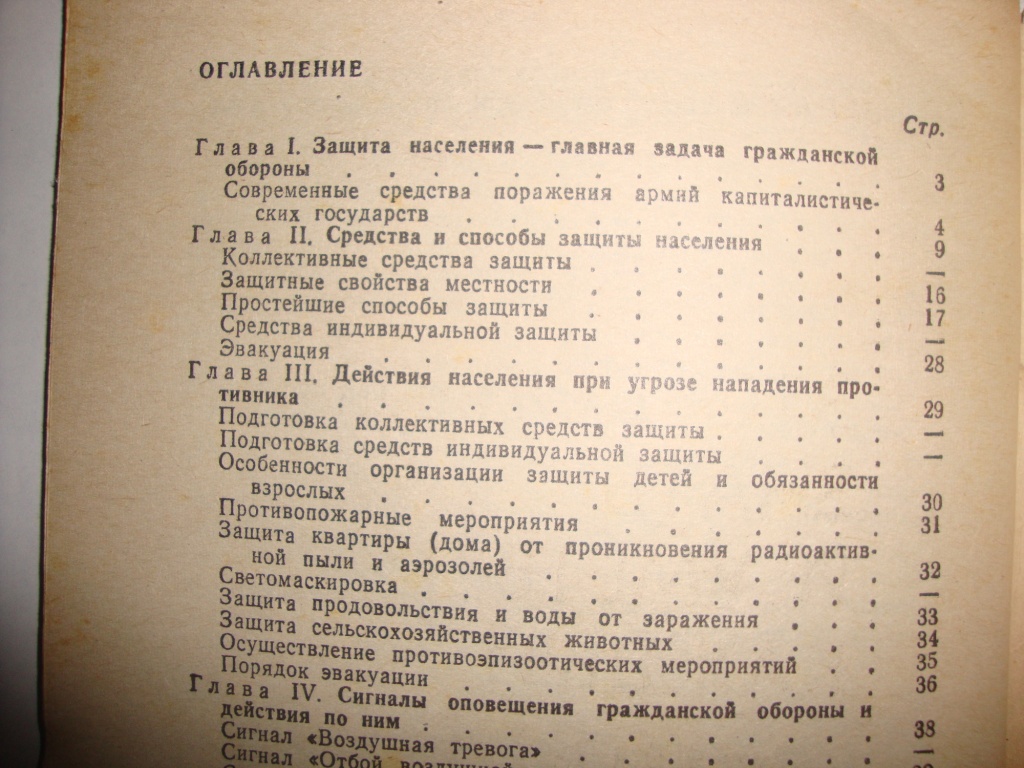 ОГЛАВЛЕНИЕ
Стр.
Глава I. Защита населения — главная задача гражданской
обороны . . . . . . . . . . . . . 3
Современные средства поражения армий капиталистиче-
ских государств . . . . . . . . . . 4
Глава II. Средства и способы защиты населения . . . 9
Коллективные средства защиты . . . . . . . —
Защитные свойства местности . . . . . . . 16
Простейшие способы защиты . . . . . . . 17
Средства индивидуальной защиты . . . . . . —
Эвакуация . . . . . . . . . . . . 28
Глава III. Действия населения при угрозе нападения про-
тивника . . . . . . . . . . . . . 29
Подготовка коллективных средств защиты . . . . —
Подготовка средств индивидуальной защиты . . . . —
Особенности организации защиты детей и обязанности
взрослых . . . . . . . . . . . . 30
Противопожарные мероприятия . . . . . . . 31
Защита квартиры (дома) от проникновения радиоактив-
ной пыли и аэрозолей . . . . . . . . 32
Светомаскировка . . . . . . . . . . . —
Защита продовольствия и воды от заражения . . . 33
Защита сельскохозяйственных животных . . . . . 34
Осуществление противоэпизоотических мероприятий . . 35
Порядок эвакуации . . . . . . . . . . 36
Глава IV. Сигналы оповещения гражданской обороны и
действия по ним . . . . . . . . . . 38
Сигнал «Воздушная тревога» . . . . . . . —
Сигнал «Отбой воздушной